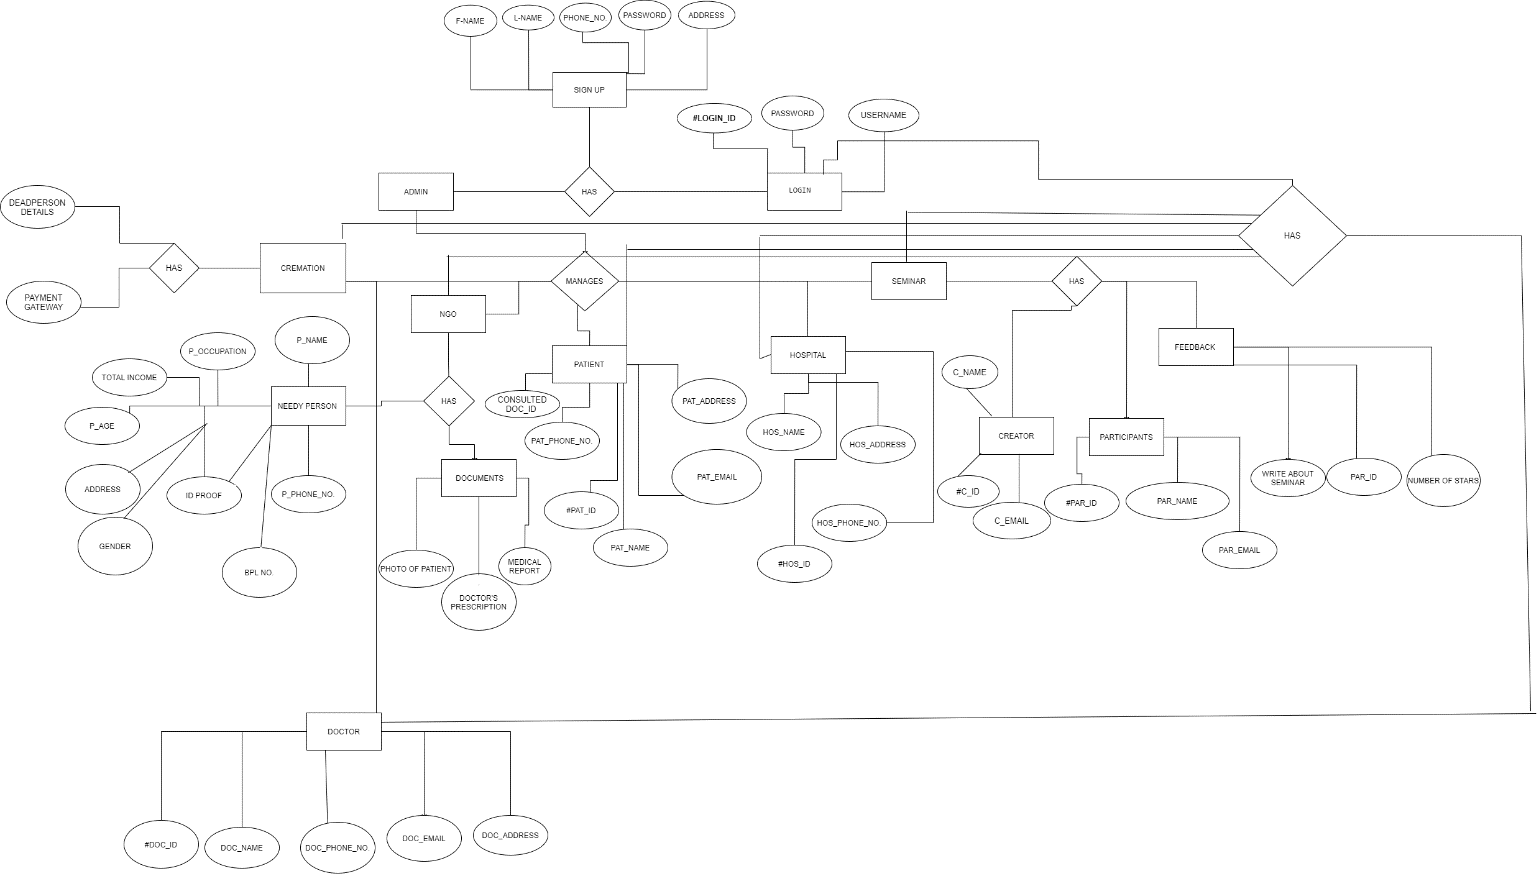 F-NAME
L-NAME
PHONE_NO.
PASSWORD
ADDRESS
SIGN UP
#LOGIN_ID
PASSWORD
USERNAME
ADMIN
HAS
LOGIN
DEADPERSON
DETAILS
HAS
CREMATION
PAYMENT
GATEWAY
HAS
MANAGES
SEMINAR
HAS
NGO
P_NAME
P_OCCUPATION
TOTAL INCOME
P_AGE
NEEDY PERSON
HAS
PATIENT
HOSPITAL
FEEDBACK
C_NAME
CONSULTED
DOC_ID
PAT_ADDRESS
PAT_PHONE_NO.
HOS_NAME
HOS_ADDRESS
CREATOR
PARTICIPANTS
ADDRESS
ID PROOF
P_PHONE_NO.
DOCUMENTS
PAT_EMAIL
#C_ID
#PAR_ID
PAR_NAME
WRITE ABOUT
SEMINAR
PAR_ID
NUMBER OF STARS
#PAT_ID
HOS_PHONE_NO.
C_EMAIL
GENDER
PAT_NAME
PAR_EMAIL
BPL NO.
PHOTO OF PATIENT
MEDICAL
REPORT
#HOS_ID
DOCTOR'S
PRESCRIPTION
DOCTOR
#DOC_ID
DOC_NAME
DOC_PHONE_NO.
DOC_EMAIL
DOC_ADDRESS